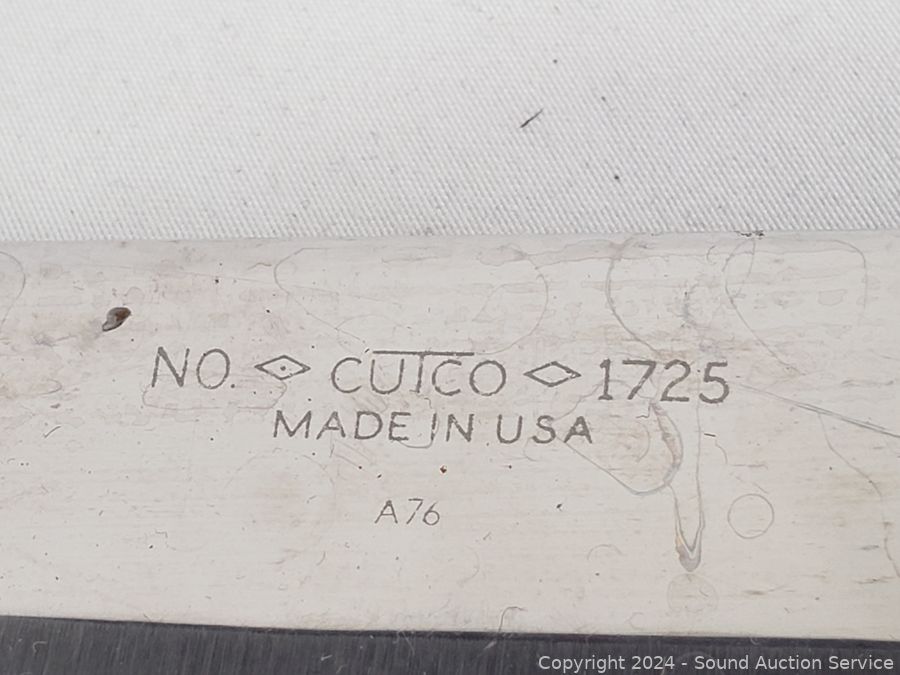 NO. CUTCO 1725
MADE IN USA
A76
Copyright 2024 - Sound Auction Service